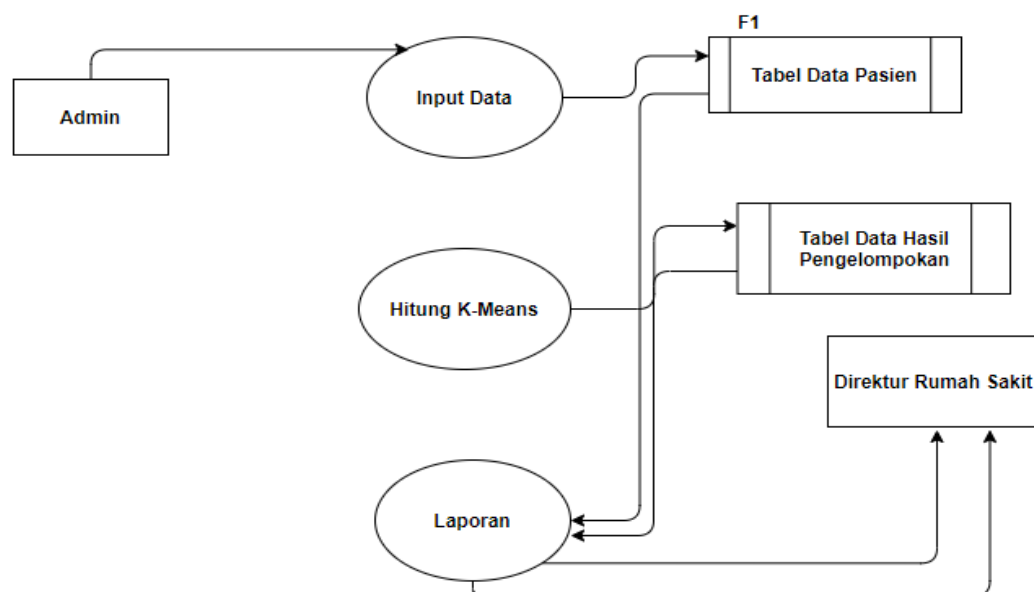 F1
Admin
Input Data
Tabel Data Pasien
Hitung K-Means
Tabel Data Hasil
Pengelompokan
Direktur Rumah Sakit
Laporan